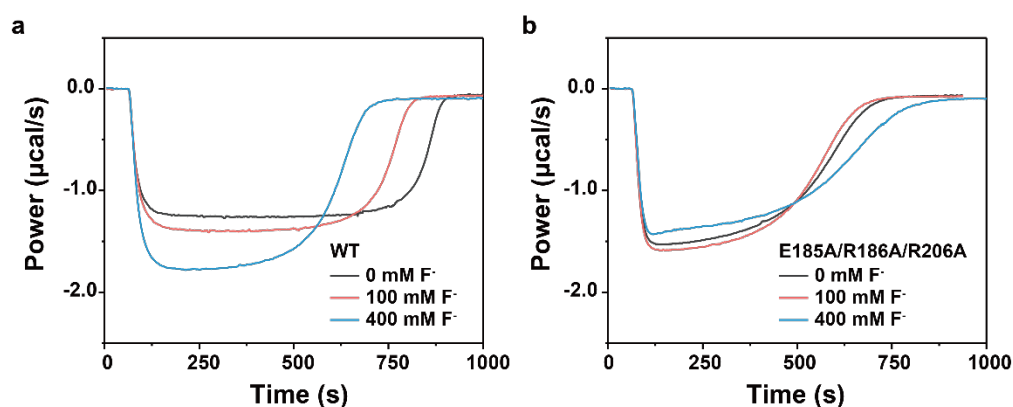 a
Power (μcal/s)
0.0
-1.0
-2.0
0
250
500
750
1000
Time (s)
WT
0 mM F-
100 mM F-
400 mM F-
b
Power (μcal/s)
0.0
-1.0
-2.0
0
250
500
750
1000
Time (s)
E185A/R186A/R206A
0 mM F-
100 mM F-
400 mM F-